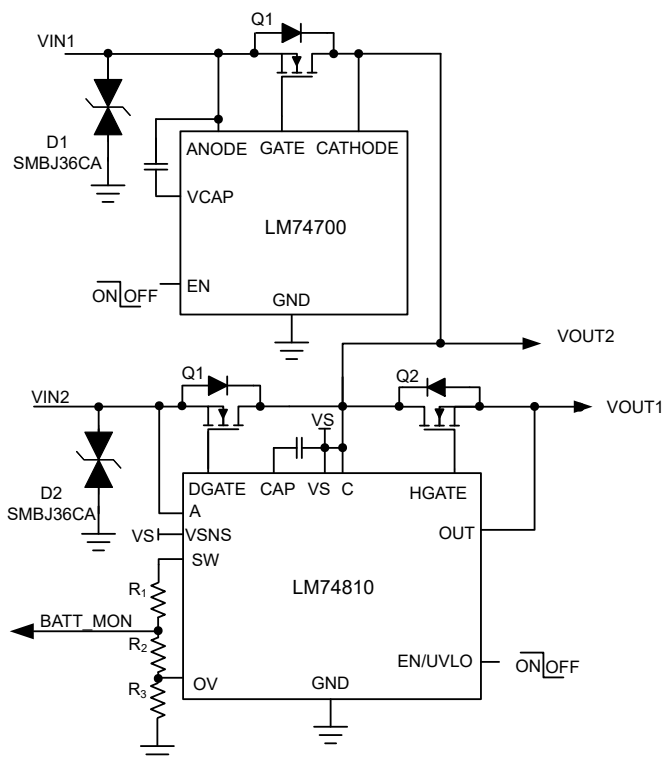 Q1
VIN1
D1
SMBJ36CA
ANODE GATE CATHODE
VCAP
LM74700
EN
ON OFF
GND
VOUT2
Q1
Q2
VIN2
VOUT1
VS
D2
SMBJ36CA
DGATE CAP VS C HGATE
A
VS VSNS
OUT
SW
R1
LM74810
BATT_MON
R2
EN/UVLO
ON OFF
R3
OV
GND